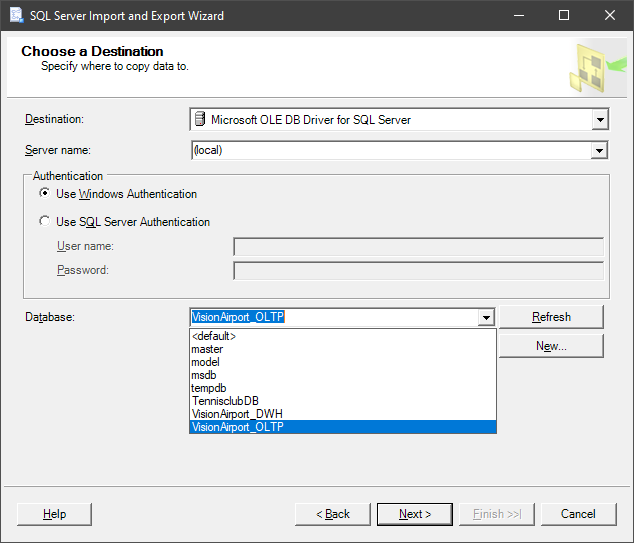 SQL Server Import and Export Wizard
Choose a Destination
Specify where to copy data to.
Destination: Microsoft OLE DB Driver for SQL Server
Server name: (local)
Authentication
Use Windows Authentication
Use SQL Server Authentication
User name:
Password:
Database: VisionAirport_OLTP Refresh
New...
<default>
master
model
msdb
tempdb
TennisclubDB
VisionAirport_DWH
VisionAirport_OLTP
Help < Back Next > Finish >>| Cancel